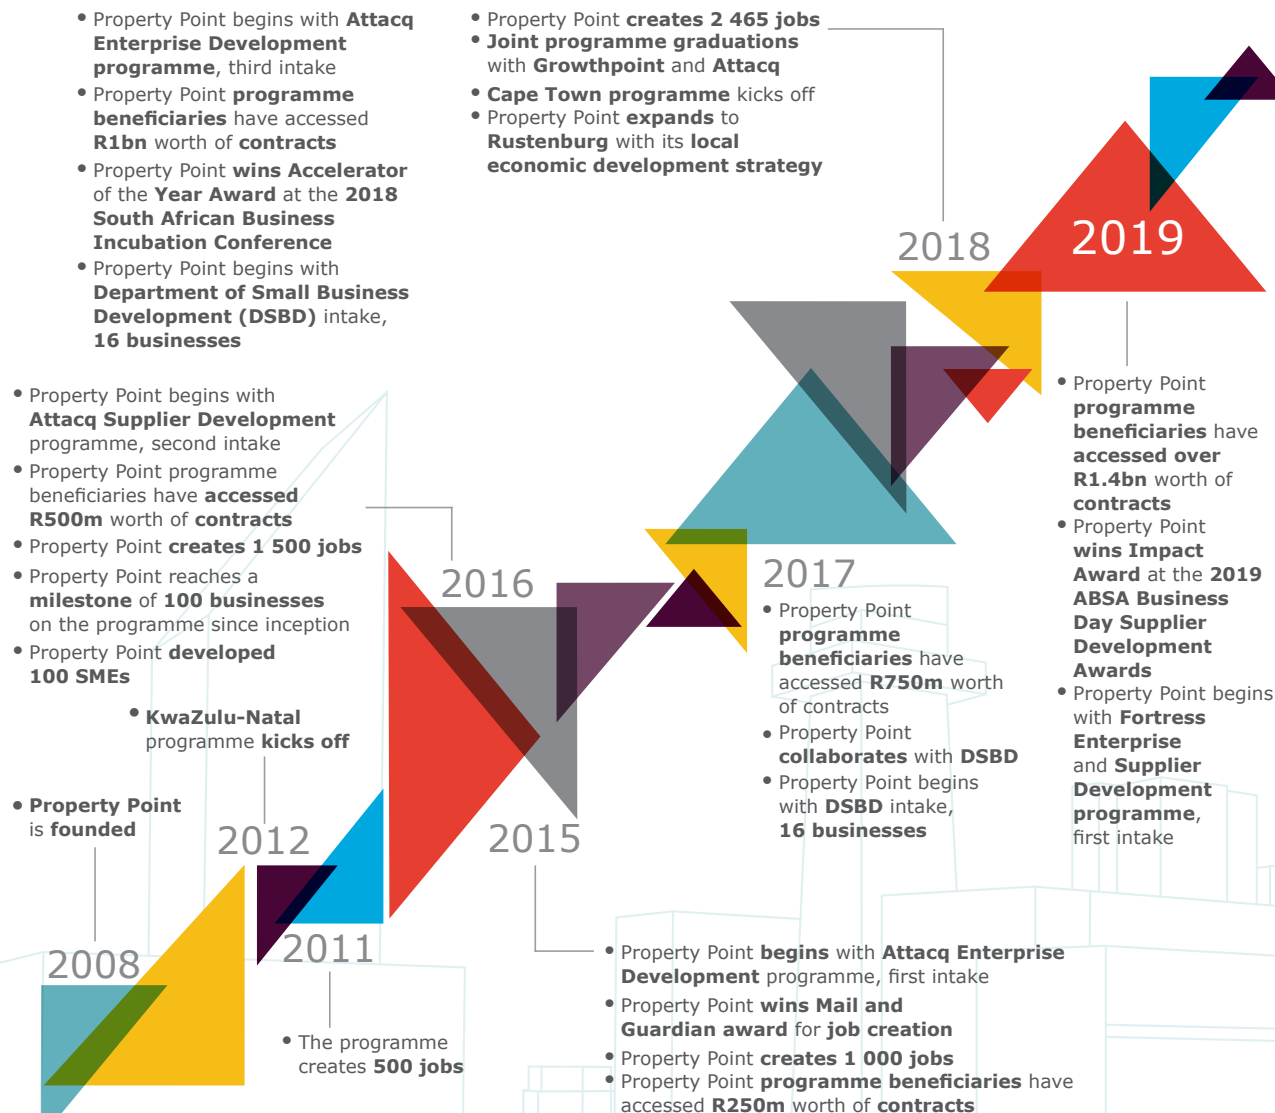 • Property Point begins with Attacq
Enterprise Development
programme, third intake
• Property Point programme
beneficiaries have accessed
R1bn worth of contracts
• Property Point wins Accelerator
of the Year Award at the 2018
South African Business
Incubation Conference
• Property Point begins with
Department of Small Business
Development (DSBD) intake,
16 businesses
• Property Point creates 2 465 jobs
• Joint programme graduations
with Growthpoint and Attacq
• Cape Town programme kicks off
• Property Point expands to
Rustenburg with its local
economic development strategy
2018
2019
• Property Point
programme
beneficiaries have
accessed over
R1.4bn worth of
contracts
• Property Point
wins Impact
Award at the 2019
ABSA Business
Day Supplier
Development
Awards
• Property Point begins
with Fortress
Enterprise
and Supplier
Development
programme,
first intake
• Property Point begins with
Attacq Supplier Development
programme, second intake
• Property Point programme
beneficiaries have accessed
R500m worth of contracts
• Property Point creates 1 500 jobs
• Property Point reaches a
milestone of 100 businesses
on the programme since inception
• Property Point developed
100 SMEs
2016
2017
• Property Point
programme
beneficiaries have
accessed R750m worth
of contracts
• Property Point
collaborates with DSBD
• Property Point begins
with DSBD intake,
16 businesses
• KwaZulu-Natal
programme kicks off
2012
• Property Point
is founded
2008
2011
• The programme
creates 500 jobs
2015
• Property Point begins with Attacq Enterprise
Development programme, first intake
• Property Point wins Mail and
Guardian award for job creation
• Property Point creates 1 000 jobs
• Property Point programme beneficiaries have
accessed R250m worth of contracts